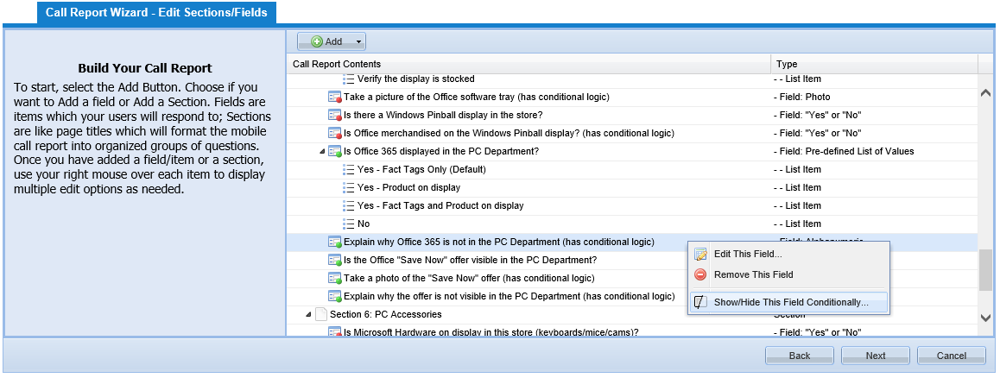 Call Report Wizard - Edit Sections/Fields
Build Your Call Report
To start, select the Add Button. Choose if you
want to Add a field or Add a Section. Fields are
items which your users will respond to; Sections
are like page titles which will format the mobile
call report into organized groups of questions.
Once you have added a field/item or a section,
use your right mouse over each item to display
multiple edit options as needed.
Add
Call Report Contents Type
Verify the display is stocked - - List Item
Take a picture of the Office software tray (has conditional logic) - Field: Photo
Is there a Windows Pinball display in the store? - Field: "Yes" or "No"
Is Office merchandised on the Windows Pinball display? (has conditional logic) - Field: "Yes" or "No"
Is Office 365 displayed in the PC Department? - Field: Pre-defined List of Values
Yes - Fact Tags Only (Default) - - List Item
Yes - Product on display - - List Item
Yes - Fact Tags and Product on display - - List Item
No - - List Item
Explain why Office 365 is not in the PC Department (has conditional logic) - Field: Alphanumeric
Is the Office "Save Now" offer visible in the PC Department?
Take a photo of the "Save Now" offer (has conditional logic)
Explain why the offer is not visible in the PC Department (has conditional logic)
Section 6: PC Accessories Section
Is Microsoft Hardware on display in this store (keyboards/mice/cams)? - Field: "Yes" or "No"
Edit This Field...
Remove This Field
Show/Hide This Field Conditionally...
Back Next Cancel